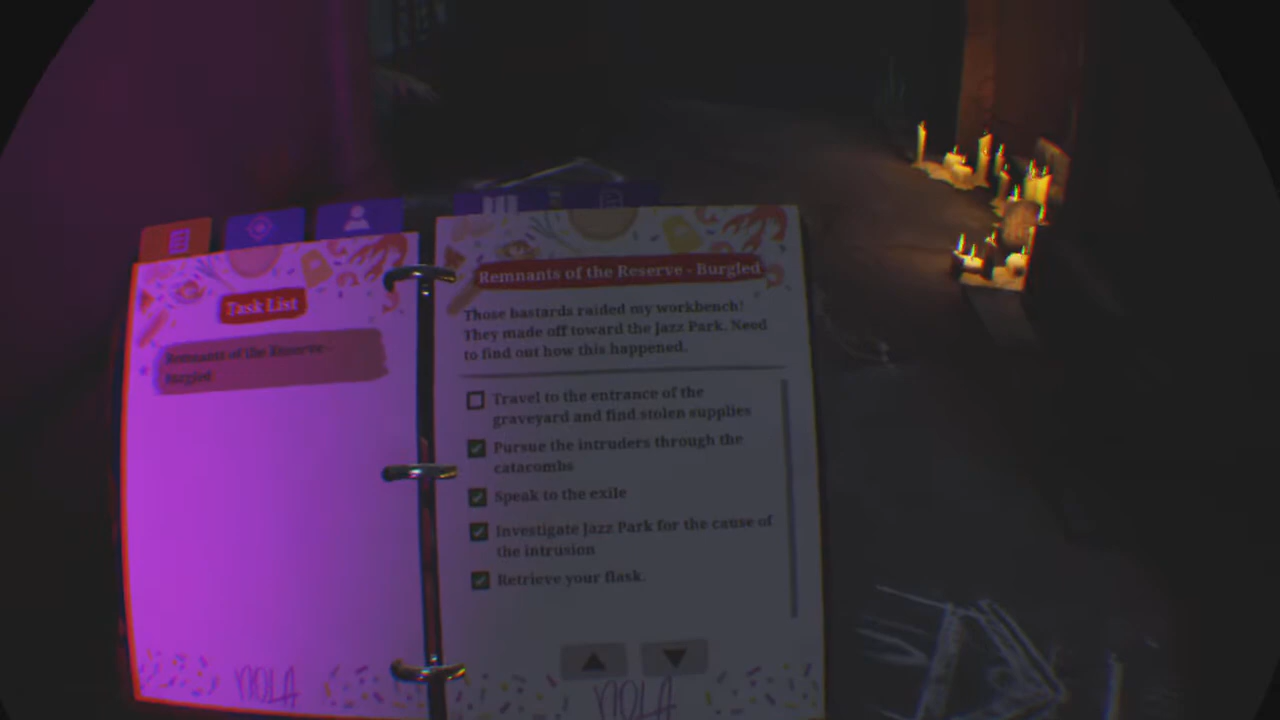 Task List
Remnants of the Reserve -
Burgled
NOLA
Remnants of the Reserve - Burgled
Those bastards raided my workbench!
They made off toward the Jazz Park. Need
to find out how this happened.
Travel to the entrance of the
graveyard and find stolen supplies
Pursue the intruders through the
catacombs
Speak to the exile
Investigate Jazz Park for the cause of
the intrusion
Retrieve your flask.
NOLA